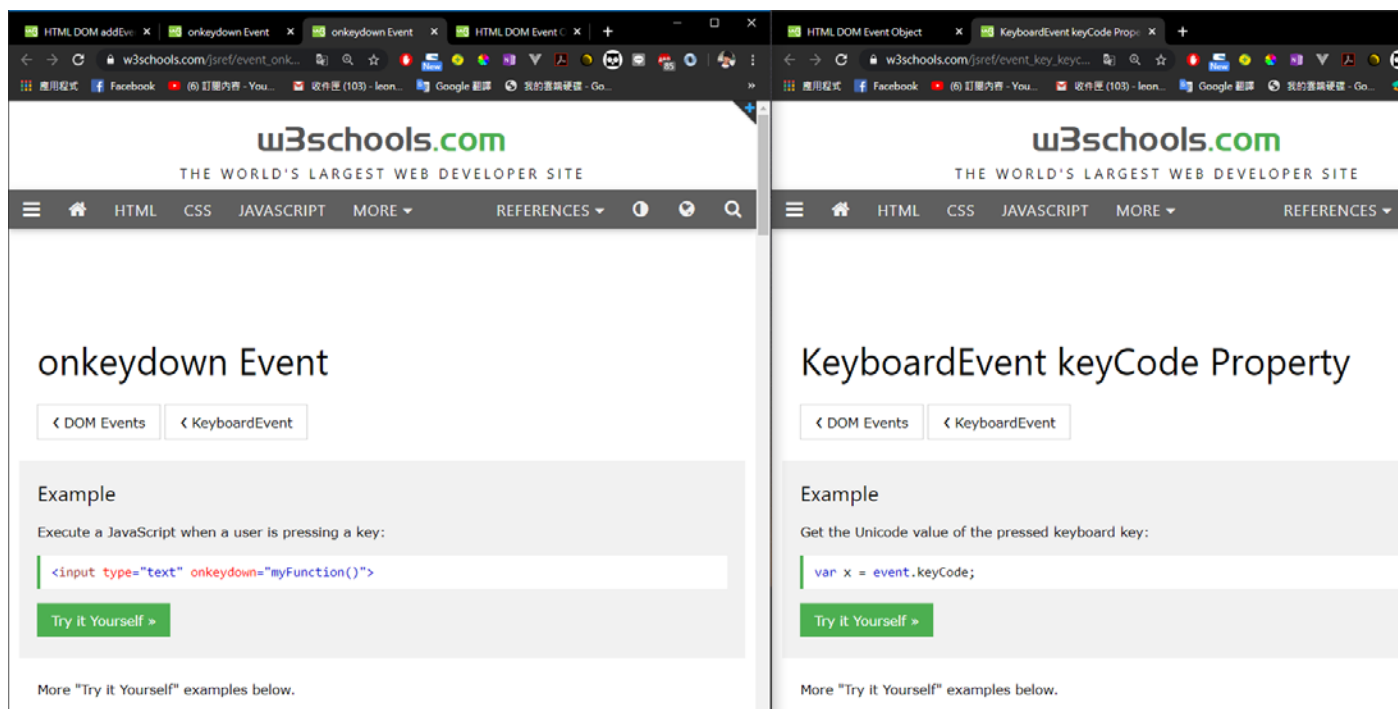 HTML DOM addEve
onkeydown Event
onkeydown Event
HTML DOM Event C
w3schools.com/jsref/event_onk...
New
85
應用程式
Facebook
(6) 訂閱內容 - You...
收件匣 (103) - leon...
Google 翻譯
我的雲端硬碟 - Go...
»
w3schools.com
THE WORLD'S LARGEST WEB DEVELOPER SITE
HTML CSS JAVASCRIPT MORE REFERENCES
onkeydown Event
❮ DOM Events ❮ KeyboardEvent
Example
Execute a JavaScript when a user is pressing a key:
<input type="text" onkeydown="myFunction()">
Try it Yourself »
More "Try it Yourself" examples below.
HTML DOM Event Object
KeyboardEvent keyCode Prope
w3schools.com/jsref/event_key_keyc...
New
應用程式
Facebook
(6) 訂閱內容 - You...
收件匣 (103) - leon...
Google 翻譯
我的雲端硬碟 - Go...
w3schools.com
THE WORLD'S LARGEST WEB DEVELOPER SITE
HTML CSS JAVASCRIPT MORE REFERENCES
KeyboardEvent keyCode Property
❮ DOM Events ❮ KeyboardEvent
Example
Get the Unicode value of the pressed keyboard key:
var x = event.keyCode;
Try it Yourself »
More "Try it Yourself" examples below.